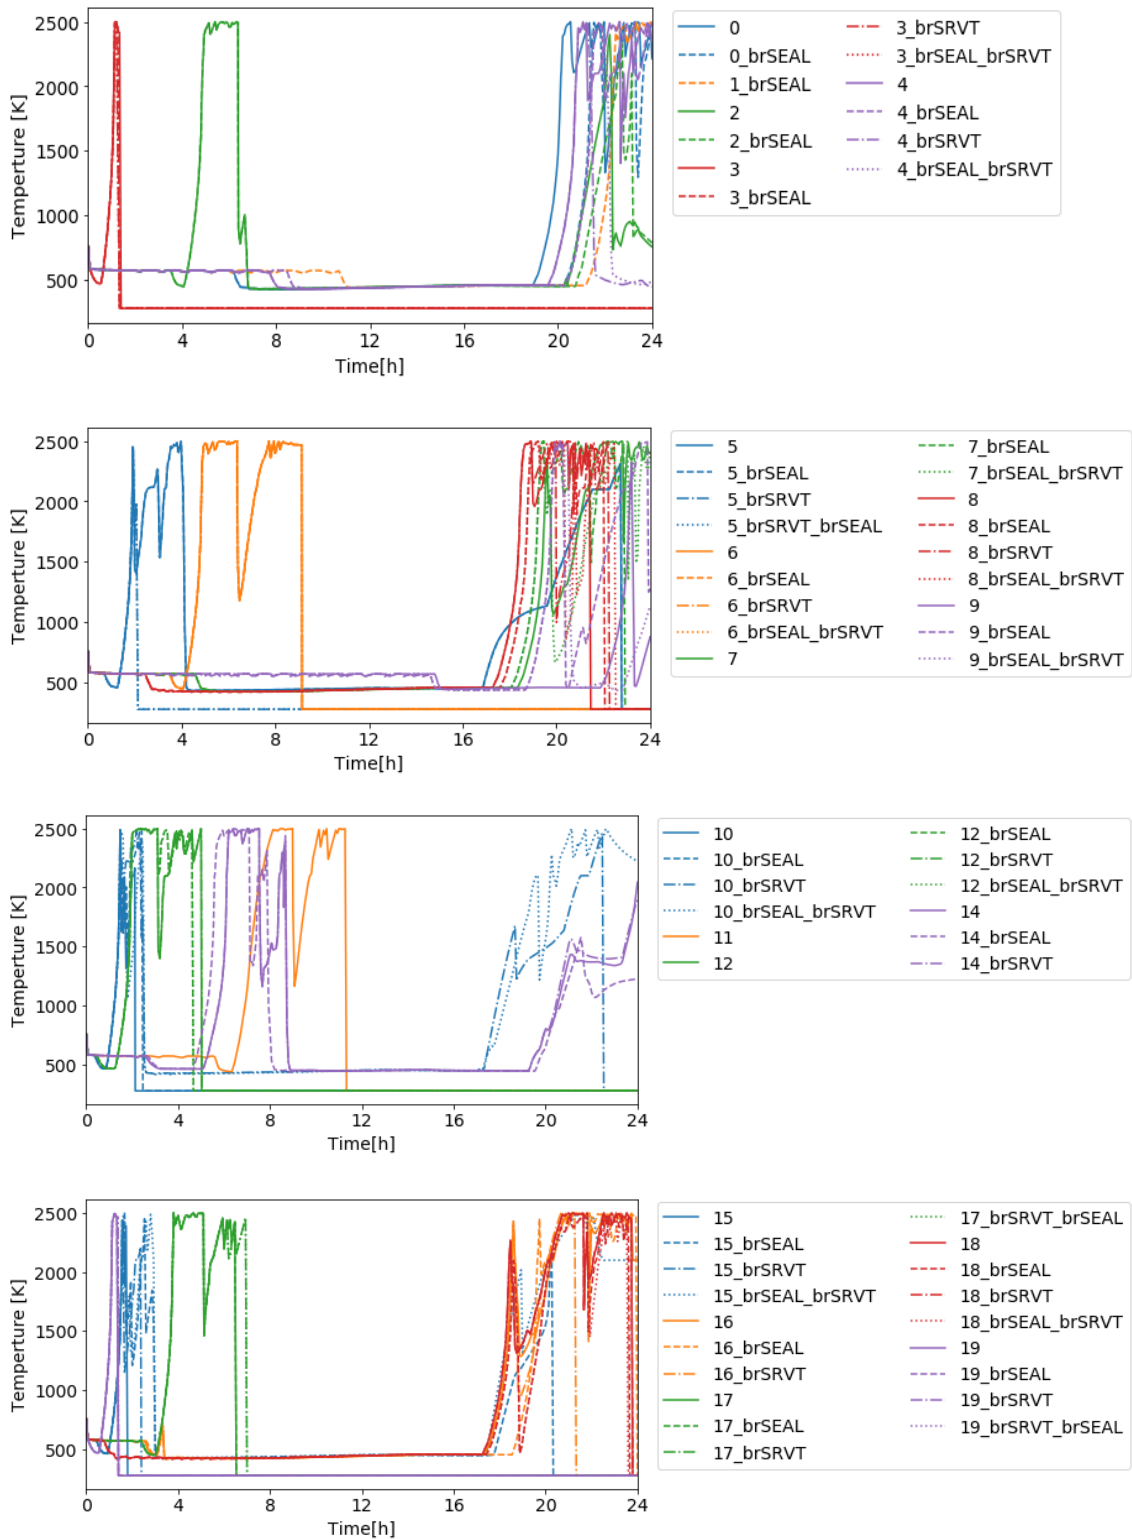 2500
2000
1500
1000
500
Temperture [K]
0 4 8 12 16 20 24
Time[h]
0
0_brSEAL
1_brSEAL
2
2_brSEAL
3
3_brSEAL
3_brSRVT
3_brSEAL_brSRVT
4
4_brSEAL
4_brSRVT
4_brSEAL_brSRVT
2500
2000
1500
1000
500
Temperture [K]
0 4 8 12 16 20 24
Time[h]
5
5_brSEAL
5_brSRVT
5_brSRVT_brSEAL
6
6_brSEAL
6_brSRVT
6_brSEAL_brSRVT
7
7_brSEAL
7_brSEAL_brSRVT
8
8_brSEAL
8_brSRVT
8_brSEAL_brSRVT
9
9_brSEAL
9_brSEAL_brSRVT
2500
2000
1500
1000
500
Temperture [K]
0 4 8 12 16 20 24
Time[h]
10
10_brSEAL
10_brSRVT
10_brSEAL_brSRVT
11
12
12_brSEAL
12_brSRVT
12_brSEAL_brSRVT
14
14_brSEAL
14_brSRVT
2500
2000
1500
1000
500
Temperture [K]
0 4 8 12 16 20 24
Time[h]
15
15_brSEAL
15_brSRVT
15_brSEAL_brSRVT
16
16_brSEAL
16_brSRVT
17
17_brSEAL
17_brSRVT
17_brSRVT_brSEAL
18
18_brSEAL
18_brSRVT
18_brSEAL_brSRVT
19
19_brSEAL
19_brSRVT
19_brSRVT_brSEAL